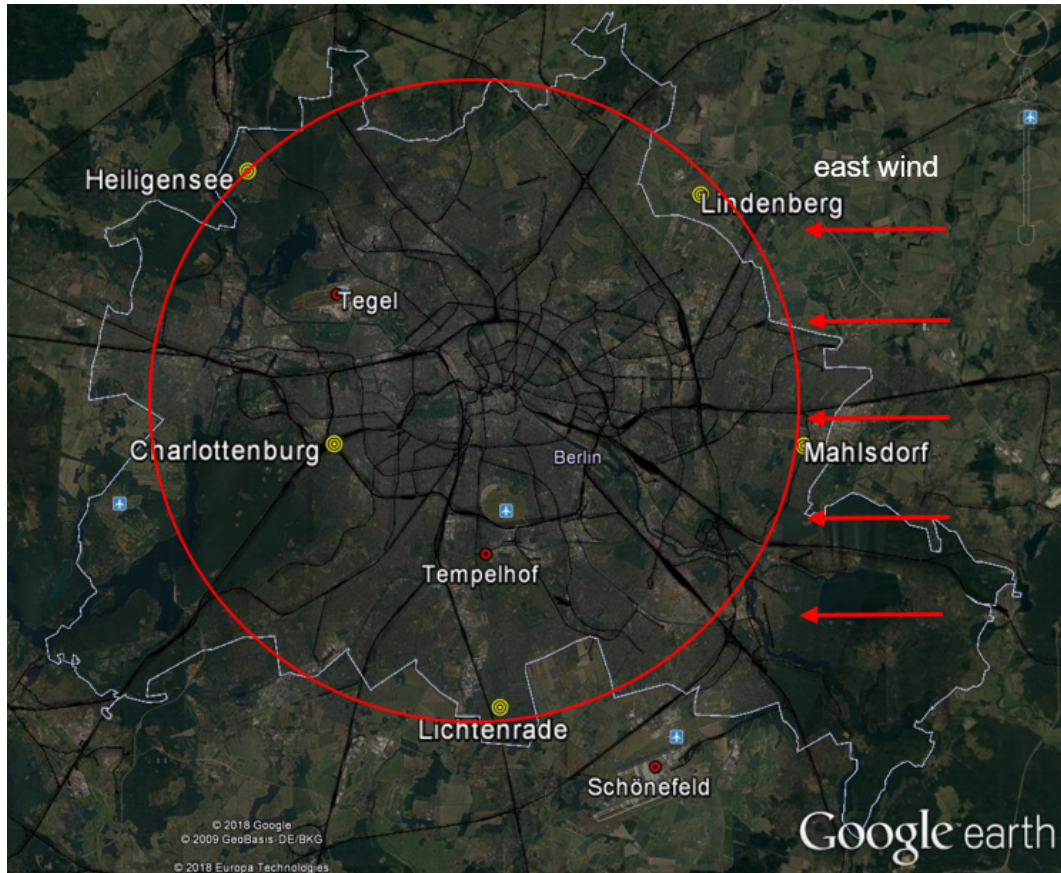 east wind
Heiligensee
Lindenberg
Tegel
Charlottenburg
Berlin
Mahlsdorf
Tempelhof
Lichtenrade
Schönefeld
Google earth
© 2018 Google
© 2009 GeoBasis-DE/BKG
© 2018 Europa Technologies